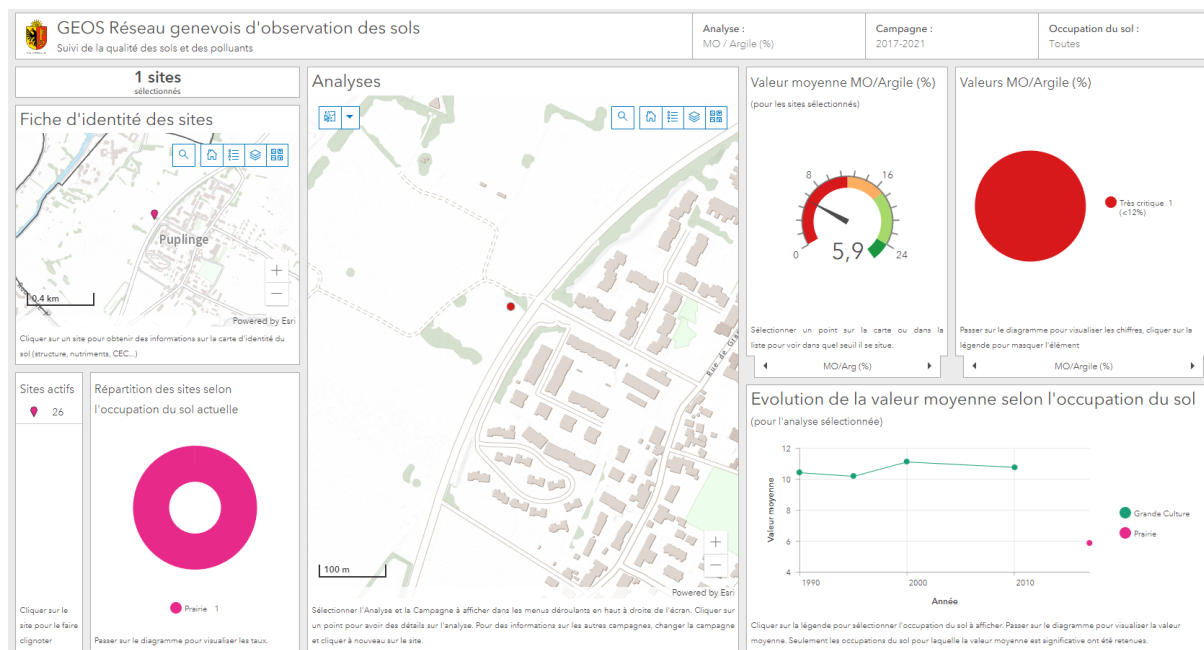 GEOS Réseau genevois d'observation des sols
Suivi de la qualité des sols et des polluants
Analyse :
MO / Argile (%)
Campagne :
2017-2021
Occupation du sol :
Toutes
1 sites
sélectionnés
Fiche d'identité des sites
Puplinge
0.4 km
Powered by Esri
Cliquer sur un site pour obtenir des informations sur la carte d'identité du
sol (structure, nutriments, CEC...)
Sites actifs
26
Cliquer sur le
site pour le faire
clignoter
Répartition des sites selon
l'occupation du sol actuelle
Prairie 1
Passer sur le diagramme pour visualiser les taux.
Analyses
100 m
Powered by Esri
Sélectionner l'Analyse et la Campagne à afficher dans les menus déroulants en haut à droite de l'écran. Cliquer sur
un point pour avoir des détails sur l'analyse. Pour des informations sur les autres campagnes, changer la campagne
et cliquer à nouveau sur le site.
Valeur moyenne MO/Argile (%)
(pour les sites sélectionnés)
8
16
0
24
5,9
Sélectionner un point sur la carte ou dans la
liste pour voir dans quel seuil il se situe.
MO/Arg (%)
Valeurs MO/Argile (%)
Très critique 1
(<12%)
Passer sur le diagramme pour visualiser les chiffres, cliquer sur la
légende pour masquer l'élément
MO/Argile (%)
Evolution de la valeur moyenne selon l'occupation du sol
(pour l'analyse sélectionnée)
Valeur moyenne
12
10
8
6
4
1990
2000
2010
Année
Grande Culture
Prairie
Cliquer sur la légende pour sélectionner l'occupation du sol à afficher. Passer sur le diagramme pour visualiser la valeur
moyenne. Seulement les occupations du sol pour laquelle la valeur moyenne est significative ont été retenues.